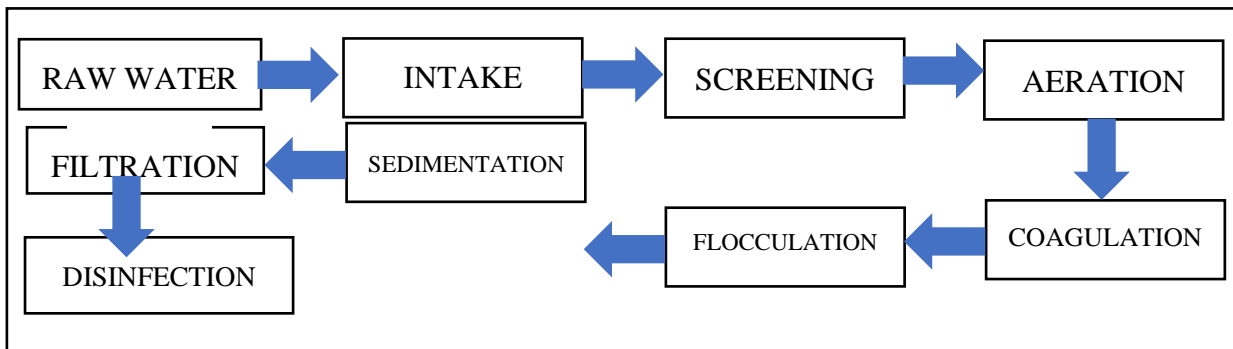 RAW WATER
INTAKE
SCREENING
AERATION
FILTRATION
SEDIMENTATION
FLOCCULATION
COAGULATION
DISINFECTION